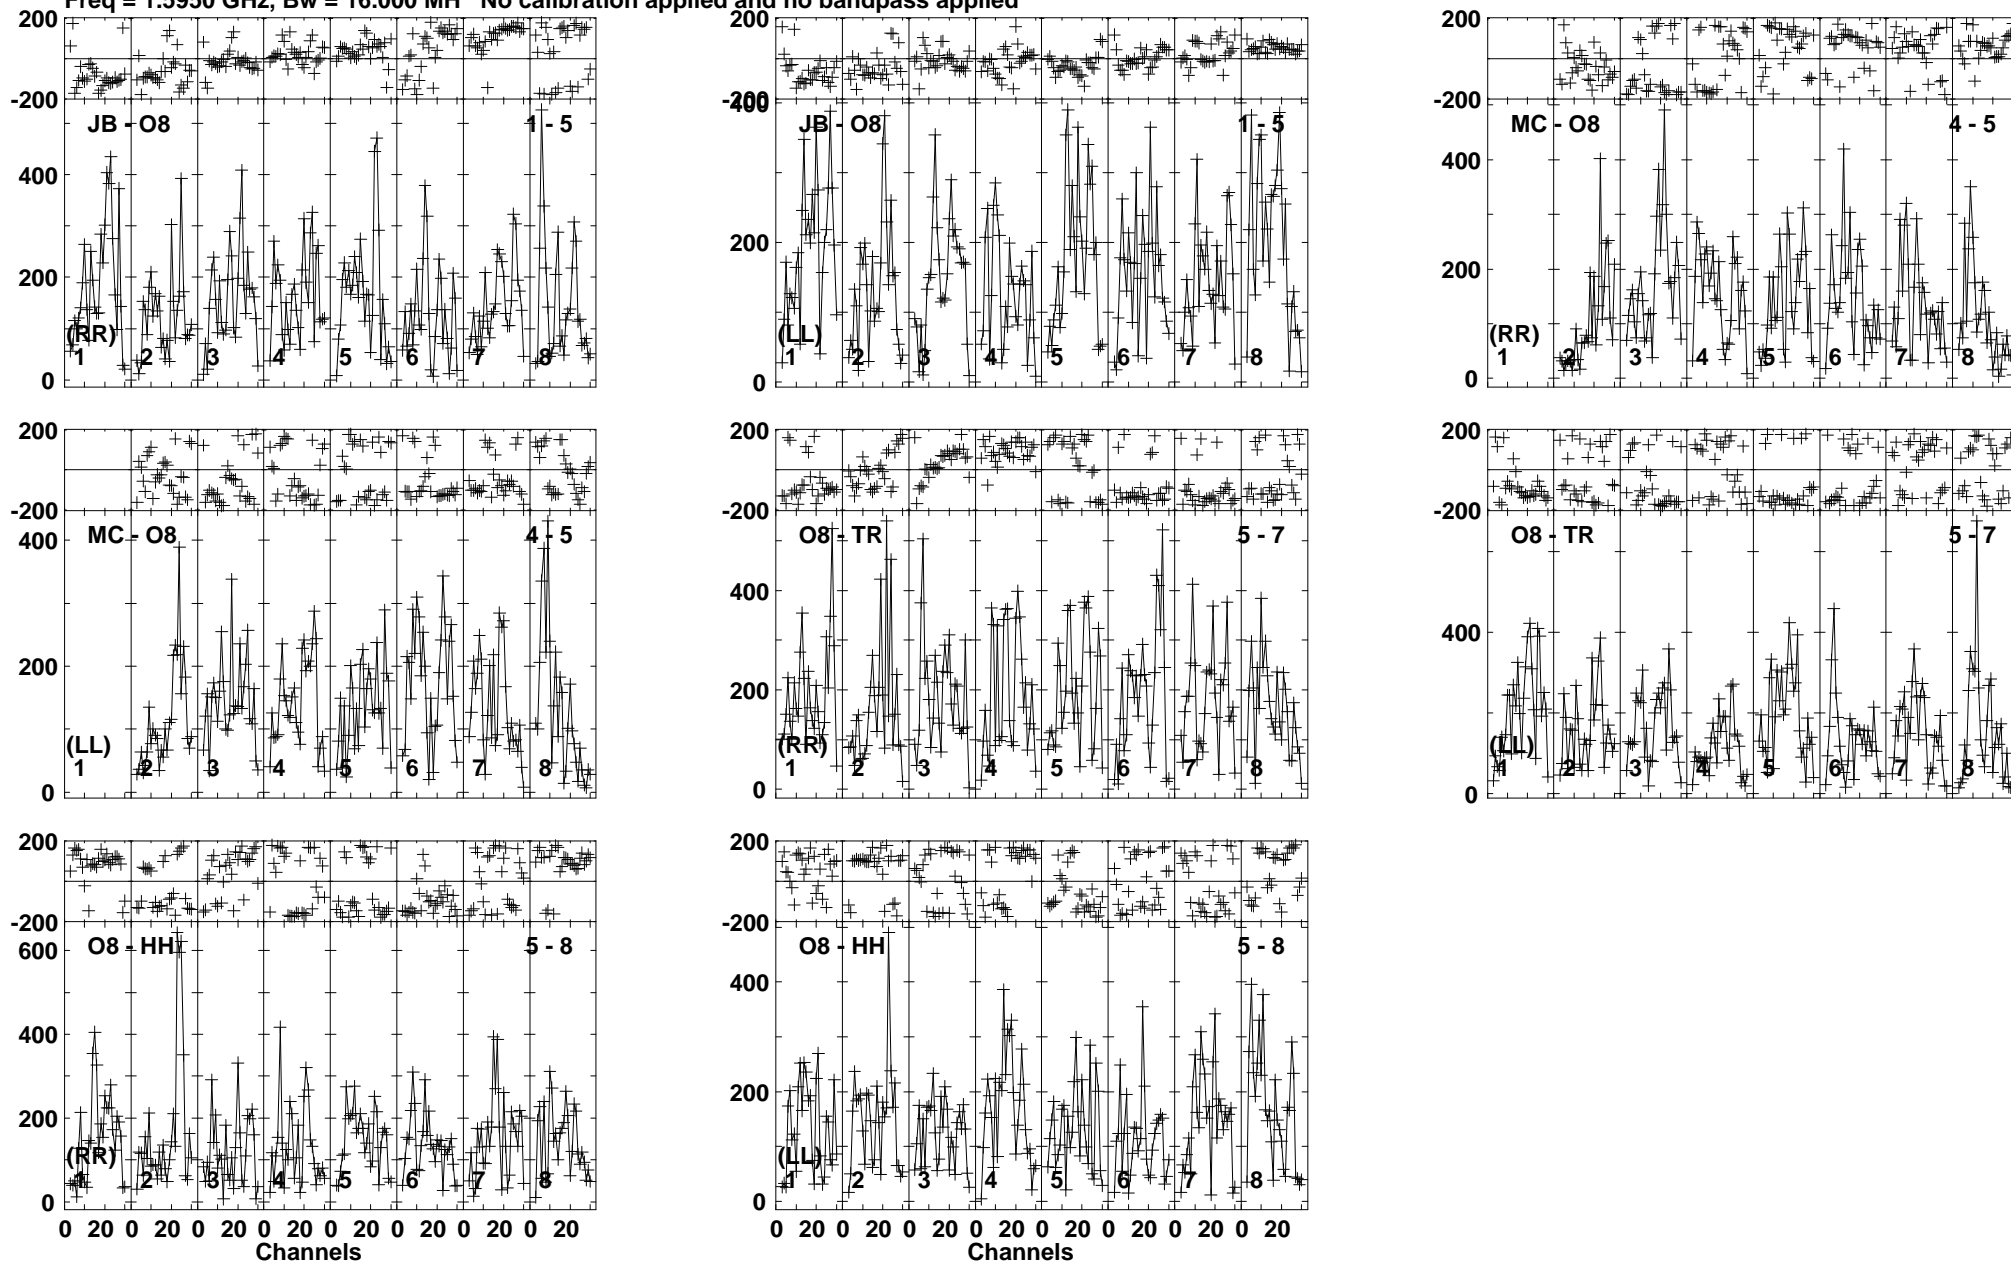 Freq = 1.5950 GHz, Bw = 16.000 MH No calibration applied and no bandpass applied
200
-200
JB - O8 1 - 5
400
200
0
(RR)
1 2 3 4 5 6 7 8
200
-200
400
JB - O8 1 - 5
200
0
(LL)
1 2 3 4 5 6 7 8
200
-200
MC - O8 4 - 5
400
200
0
(RR)
1 2 3 4 5 6 7 8
200
-200
MC - O8 4 - 5
400
200
0
(LL)
1 2 3 4 5 6 7 8
200
-200
O8 - TR 5 - 7
400
200
0
(RR)
1 2 3 4 5 6 7 8
200
-200
O8 - TR 5 - 7
400
0
(LL)
1 2 3 4 5 6 7 8
200
-200
O8 - HH 5 - 8
600
400
200
0
(RR)
1 2 3 4 5 6 7 8
0 20 0 20 0 20 0 20 0 20 0 20 0 20 0 20
Channels
200
-200
O8 - HH 5 - 8
400
200
0
(LL)
1 2 3 4 5 6 7 8
0 20 0 20 0 20 0 20 0 20 0 20 0 20 0 20
Channels